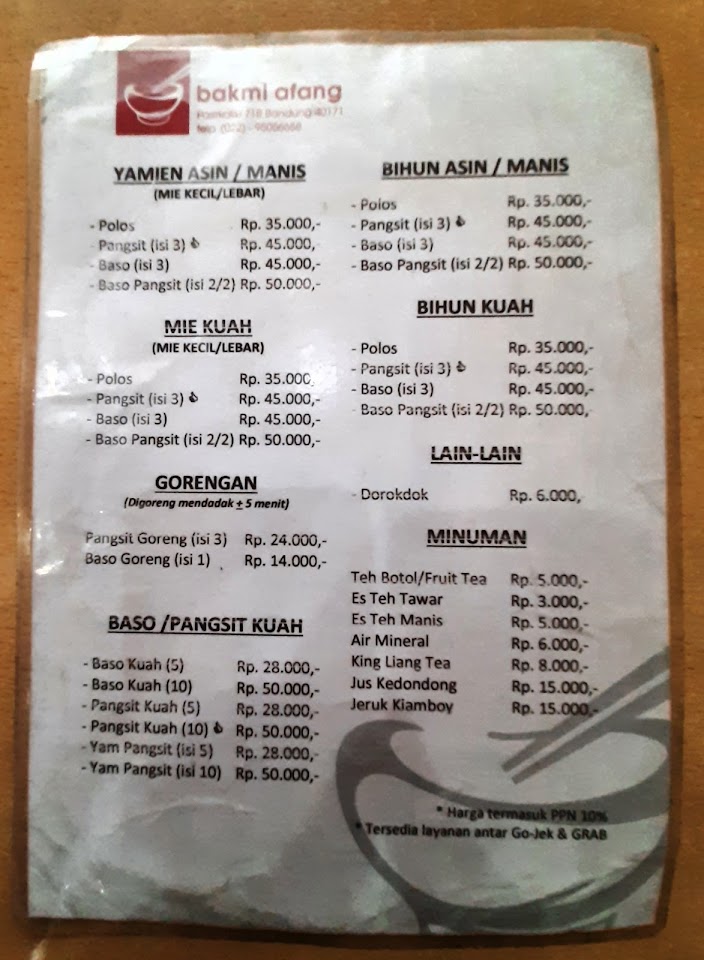 bakmi afang
Bandung 40171
YAMIEN ASIN / MANIS
(MIE KECIL/LEBAR)
- Polos Rp. 35.000,-
- Pangsit (isi 3) Rp. 45.000,-
- Baso (isi 3) Rp. 45.000,-
- Baso Pangsit (isi 2/2) Rp. 50.000,-
MIE KUAH
(MIE KECIL/LEBAR)
- Polos Rp. 35.000
- Pangsit (isi 3) Rp. 45.000,-
- Baso (isi 3) Rp. 45.000,-
- Baso Pangsit (isi 2/2) Rp. 50.000,-
GORENGAN
(Digoreng mendadak ± 5 menit)
Pangsit Goreng (isi 3) Rp. 24.000,-
Baso Goreng (isi 1) Rp. 14.000,-
BASO /PANGSIT KUAH
- Baso Kuah (5) Rp. 28.000,-
- Baso Kuah (10) Rp. 50.000,-
- Pangsit Kuah (5) Rp. 28.000,-
- Pangsit Kuah (10) Rp. 50.000,-
- Yam Pangsit (isi 5) Rp. 28.000,-
- Yam Pangsit (isi 10) Rp. 50.000,-
BIHUN ASIN / MANIS
- Polos Rp. 35.000,-
- Pangsit (isi 3) Rp. 45.000,-
- Baso (isi 3) Rp. 45.000,-
- Baso Pangsit (isi 2/2) Rp. 50.000,-
BIHUN KUAH
- Polos Rp. 35.000,-
- Pangsit (isi 3) Rp. 45.000,-
- Baso (isi 3) Rp. 45.000,-
- Baso Pangsit (isi 2/2) Rp. 50.000,-
LAIN-LAIN
- Dorokdok Rp. 6.000,
MINUMAN
Teh Botol/Fruit Tea Rp. 5.000,-
Es Teh Tawar Rp. 3.000,-
Es Teh Manis Rp. 5.000,-
Air Mineral Rp. 6.000,-
King Liang Tea Rp. 8.000,-
Jus Kedondong Rp. 15.000,-
Jeruk Kiamboy Rp. 15.000,-
* Harga termasuk PPN 10%
* Tersedia layanan antar Go-Jek & GRAB